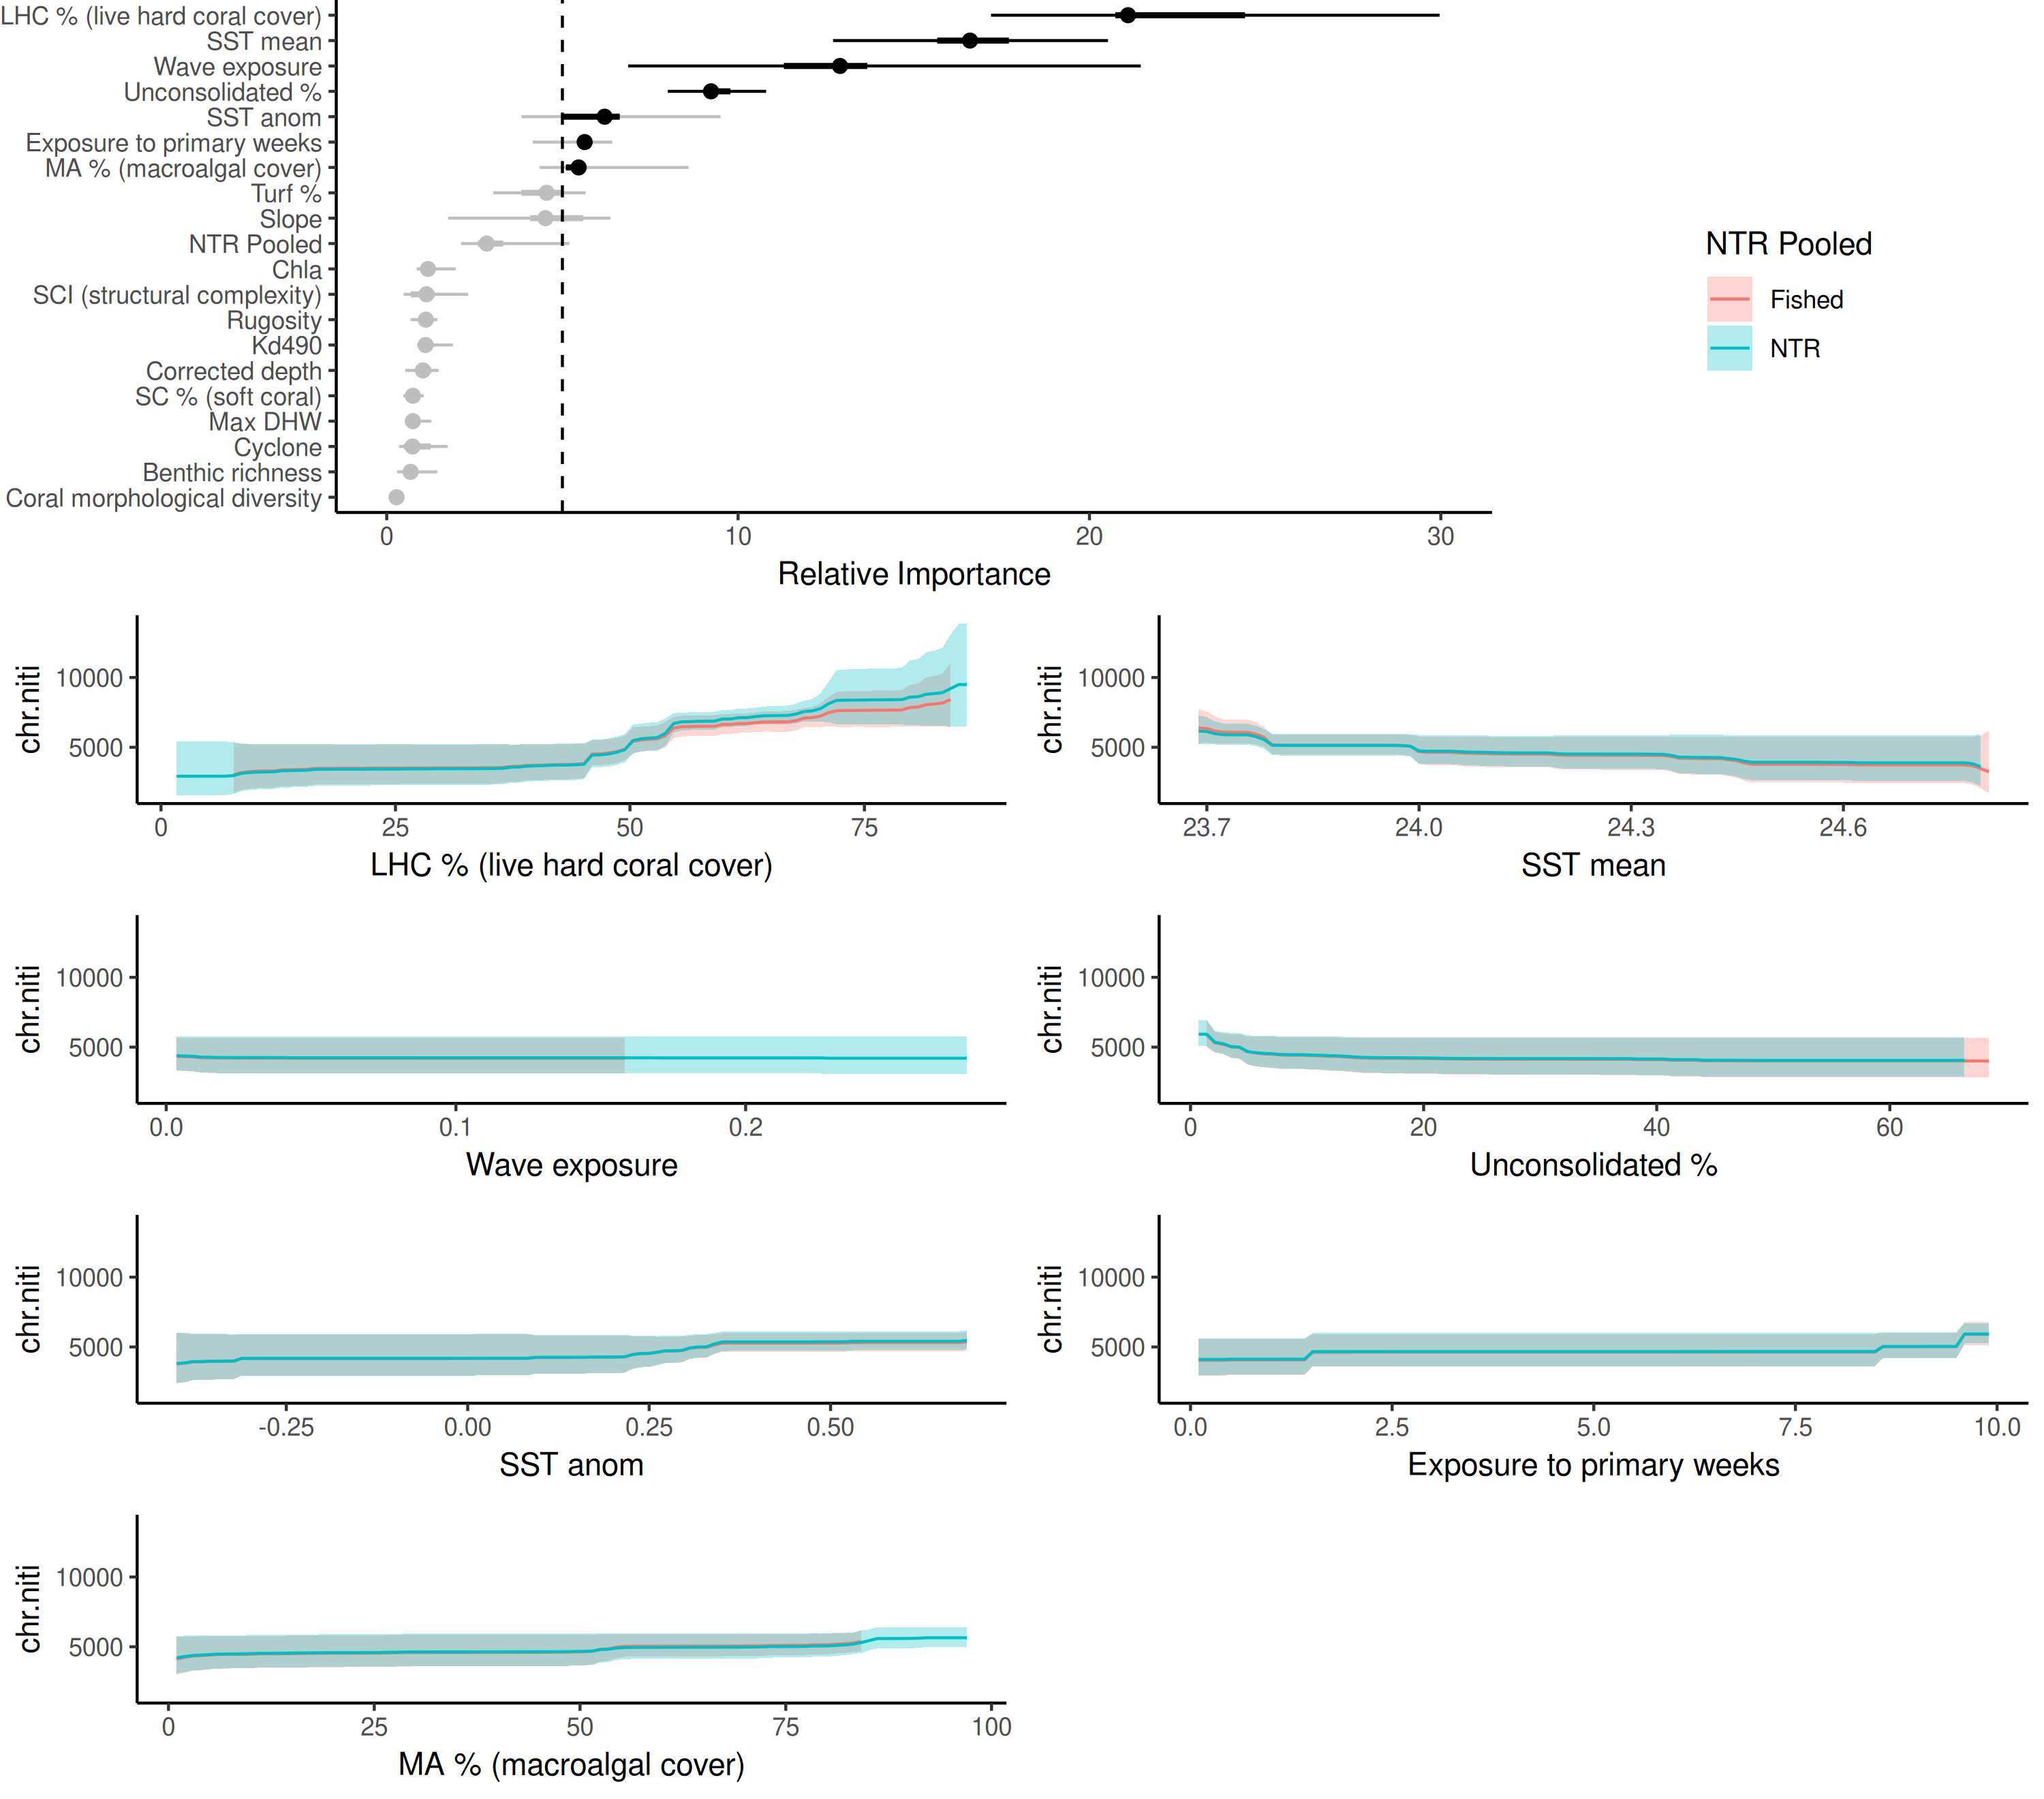 LHC % (live hard coral cover)
SST mean
Wave exposure
Unconsolidated %
SST anom
Exposure to primary weeks
MA % (macroalgal cover)
Turf %
Slope
NTR Pooled
Chla
SCI (structural complexity)
Rugosity
Kd490
Corrected depth
SC % (soft coral)
Max DHW
Cyclone
Benthic richness
Coral morphological diversity
0 10 20 30
Relative Importance
NTR Pooled
Fished
NTR
chr.niti
10000
5000
0 25 50 75
LHC % (live hard coral cover)
chr.niti
10000
5000
23.7 24.0 24.3 24.6
SST mean
chr.niti
10000
5000
0.0 0.1 0.2
Wave exposure
chr.niti
10000
5000
0 20 40 60
Unconsolidated %
chr.niti
10000
5000
-0.25 0.00 0.25 0.50
SST anom
chr.niti
10000
5000
0.0 2.5 5.0 7.5 10.0
Exposure to primary weeks
chr.niti
10000
5000
0 25 50 75 100
MA % (macroalgal cover)